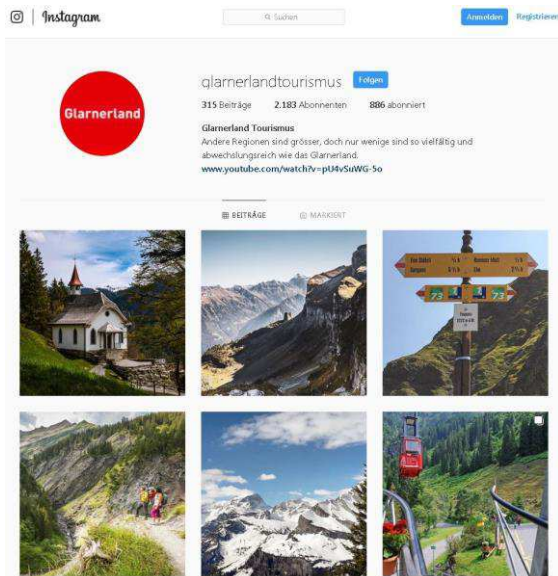 Instagram
Suchen
Anmelden
Registrieren
Glarnerland
glarnerlandtourismus
Folgen
315 Beiträge 2.183 Abonnenten 886 abonniert
Glarnerland Tourismus
Andere Regionen sind grösser, doch nur wenige sind so vielfältig und
abwechslungsreich wie das Glarnerland.
www.youtube.com/watch?v=pU4vSuWG-5o
BEITRÄGE
MARKIERT
73
73